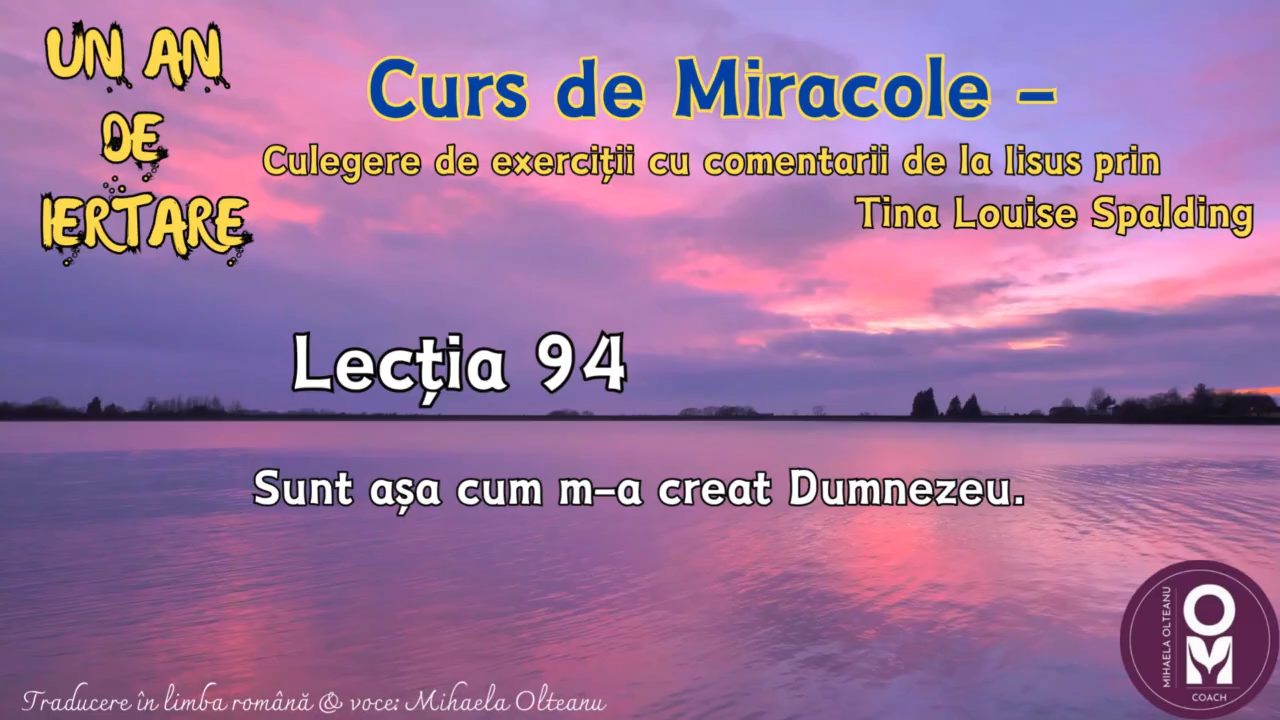 UN AN
DE
IERTARE
Curs de Miracole –
Culegere de exerciții cu comentarii de la Iisus prin
Tina Louise Spalding
Lecția 94
Sunt așa cum m-a creat Dumnezeu.
Traducere în limba română & voce: Mihaela Olteanu
MIHAELA OLTEANU
OM
COACH